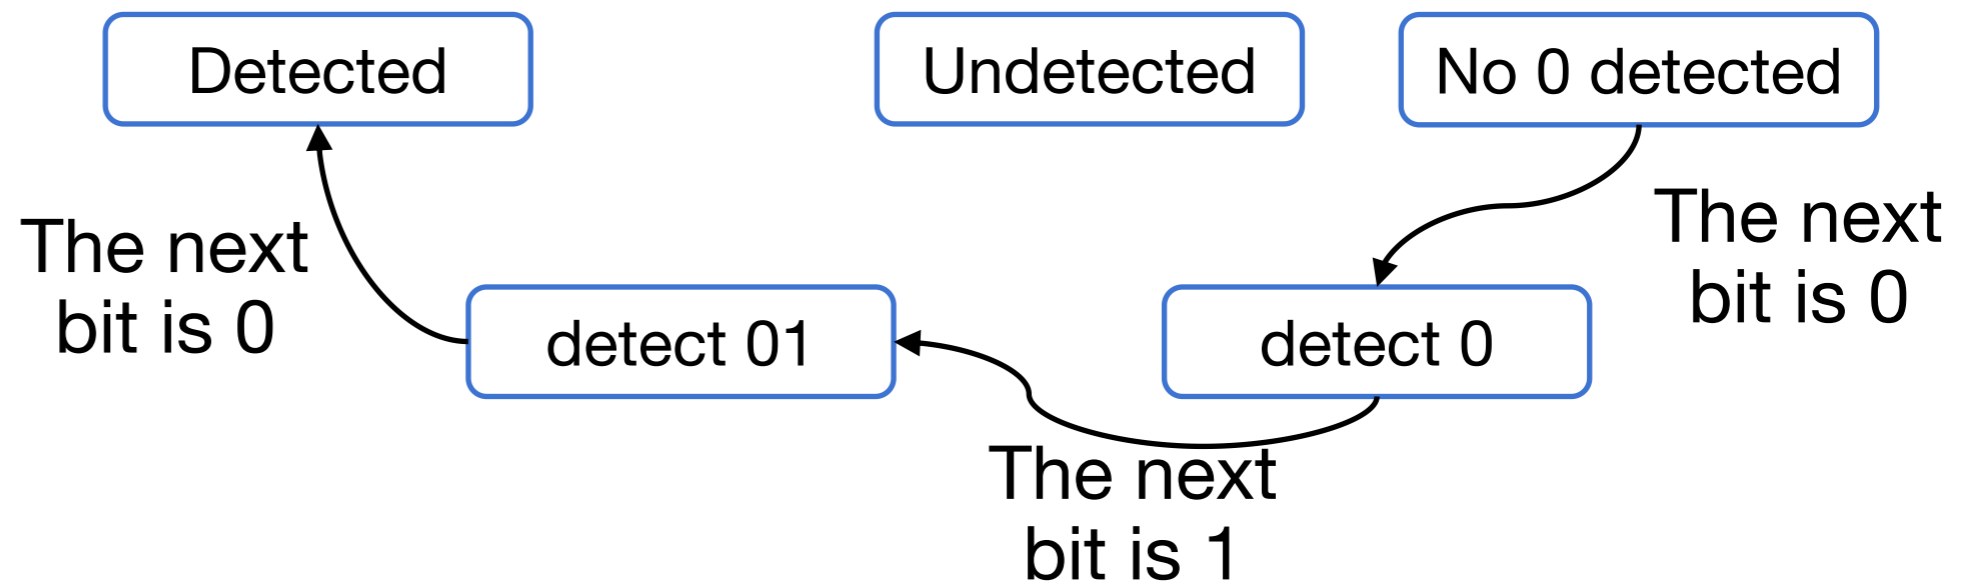 Detected
Undetected
No 0 detected
The next
bit is 0
The next
bit is 0
detect 01
detect 0
The next
bit is 1